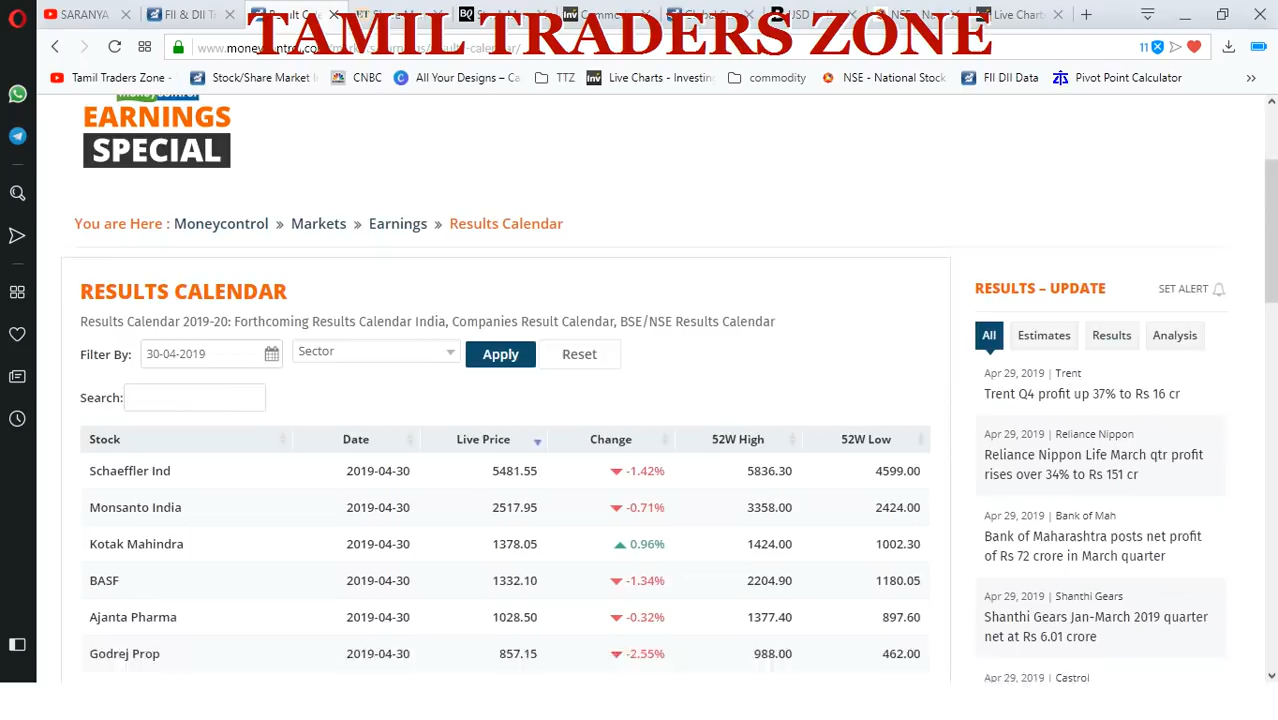 SARANYA
FII & DII T
TAMIL TRADERS ZONE
11
Tamil Traders Zone -
Stock/Share Market
CNBC
All Your Designs – Ca
TTZ
Live Charts - Investin
commodity
NSE - National Stock
FII DII Data
Pivot Point Calculator
»
EARNINGS
SPECIAL
You are Here : Moneycontrol » Markets » Earnings » Results Calendar
RESULTS CALENDAR
Results Calendar 2019-20: Forthcoming Results Calendar India, Companies Result Calendar, BSE/NSE Results Calendar
Filter By: 30-04-2019 Sector Apply Reset
Search:
Stock Date Live Price Change 52W High 52W Low
Schaeffler Ind 2019-04-30 5481.55 -1.42% 5836.30 4599.00
Monsanto India 2019-04-30 2517.95 -0.71% 3358.00 2424.00
Kotak Mahindra 2019-04-30 1378.05 0.96% 1424.00 1002.30
BASF 2019-04-30 1332.10 -1.34% 2204.90 1180.05
Ajanta Pharma 2019-04-30 1028.50 -0.32% 1377.40 897.60
Godrej Prop 2019-04-30 857.15 -2.55% 988.00 462.00
RESULTS – UPDATE SET ALERT
All Estimates Results Analysis
Apr 29, 2019 | Trent
Trent Q4 profit up 37% to Rs 16 cr
Apr 29, 2019 | Reliance Nippon
Reliance Nippon Life March qtr profit
rises over 34% to Rs 151 cr
Apr 29, 2019 | Bank of Mah
Bank of Maharashtra posts net profit
of Rs 72 crore in March quarter
Apr 29, 2019 | Shanthi Gears
Shanthi Gears Jan-March 2019 quarter
net at Rs 6.01 crore
Apr 29, 2019 | Castrol